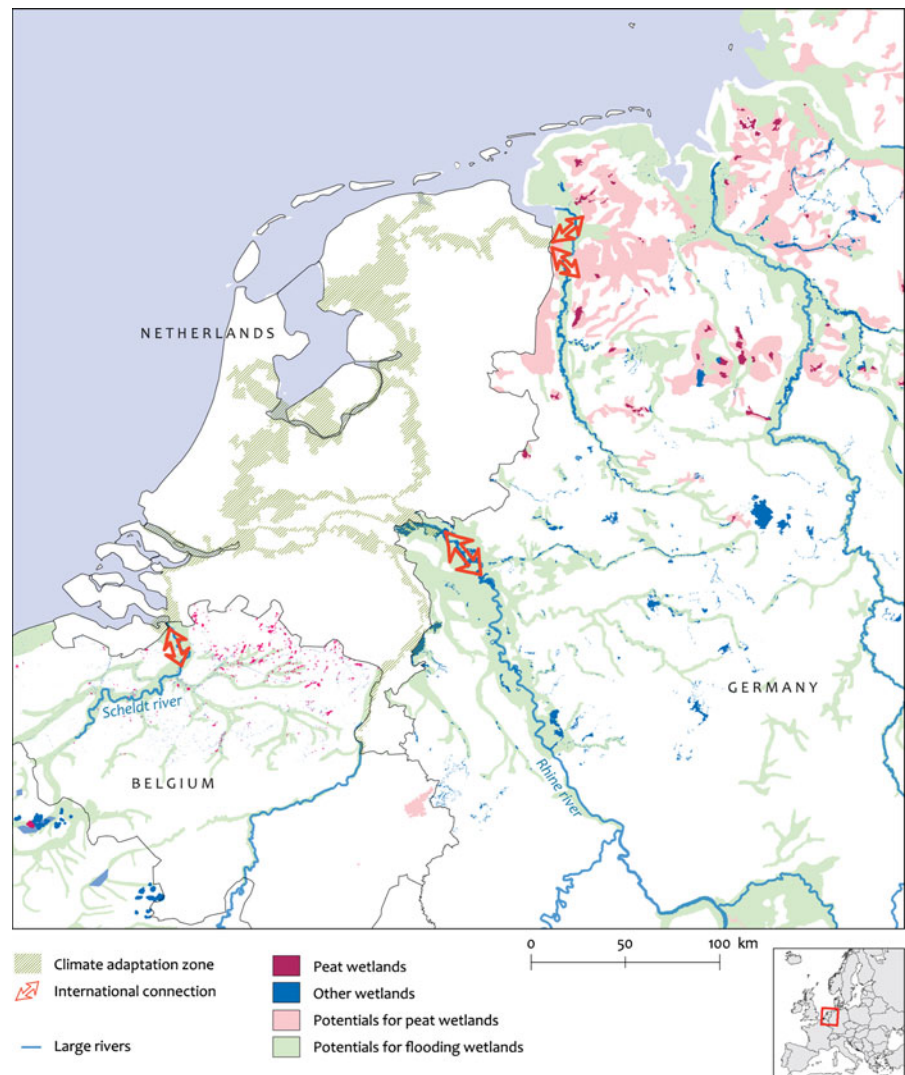 NETHERLANDS
Scheldt river
GERMANY
BELGIUM
Rhine river
0 50 100 km
Climate adaptation zone
International connection
Large rivers
Peat wetlands
Other wetlands
Potentials for peat wetlands
Potentials for flooding wetlands